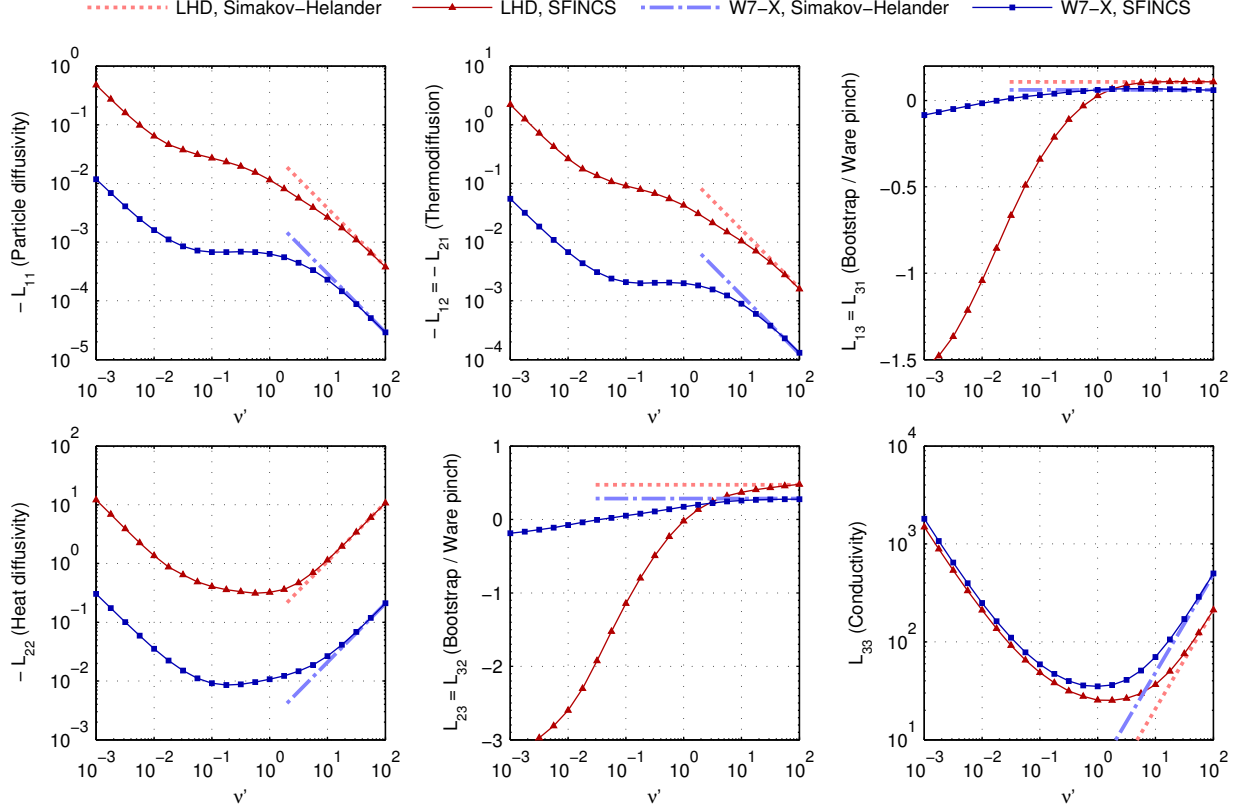 LHD, Simakov−Helander LHD, SFINCS W7−X, Simakov−Helander W7−X, SFINCS
10^0
10^−1
10^−2
10^−3
10^−4
10^−5
− L_11 (Particle diffusivity)
10^−3 10^−2 10^−1 10^0 10^1 10^2
ν'
10^1
10^0
10^−1
10^−2
10^−3
10^−4
− L_12 = − L_21 (Thermodiffusion)
10^−3 10^−2 10^−1 10^0 10^1 10^2
ν'
0
−0.5
−1
−1.5
L_13 = L_31 (Bootstrap / Ware pinch)
10^−3 10^−2 10^−1 10^0 10^1 10^2
ν'
10^2
10^1
10^0
10^−1
10^−2
10^−3
− L_22 (Heat diffusivity)
10^−3 10^−2 10^−1 10^0 10^1 10^2
ν'
1
0
−1
−2
−3
L_23 = L_32 (Bootstrap / Ware pinch)
10^−3 10^−2 10^−1 10^0 10^1 10^2
ν'
10^4
10^3
10^2
10^1
L_33 (Conductivity)
10^−3 10^−2 10^−1 10^0 10^1 10^2
ν'